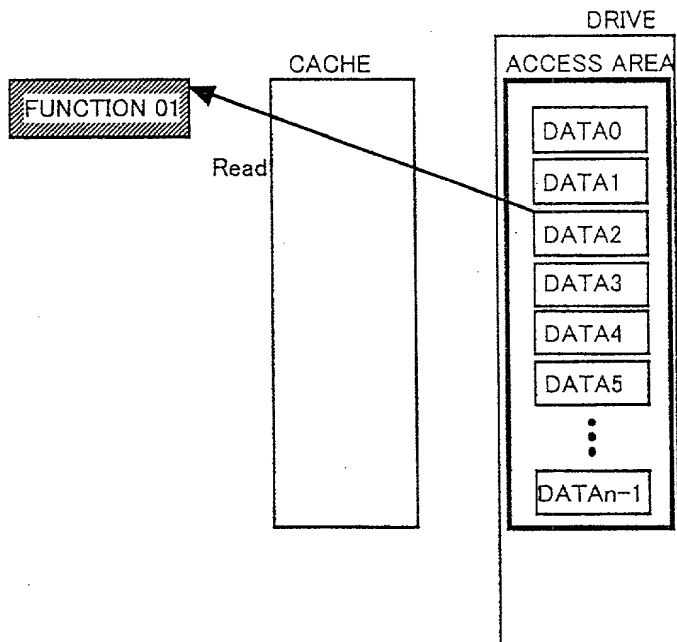 DRIVE
CACHE
ACCESS AREA
FUNCTION 01
Read
DATA0
DATA1
DATA2
DATA3
DATA4
DATA5
DATAn-1